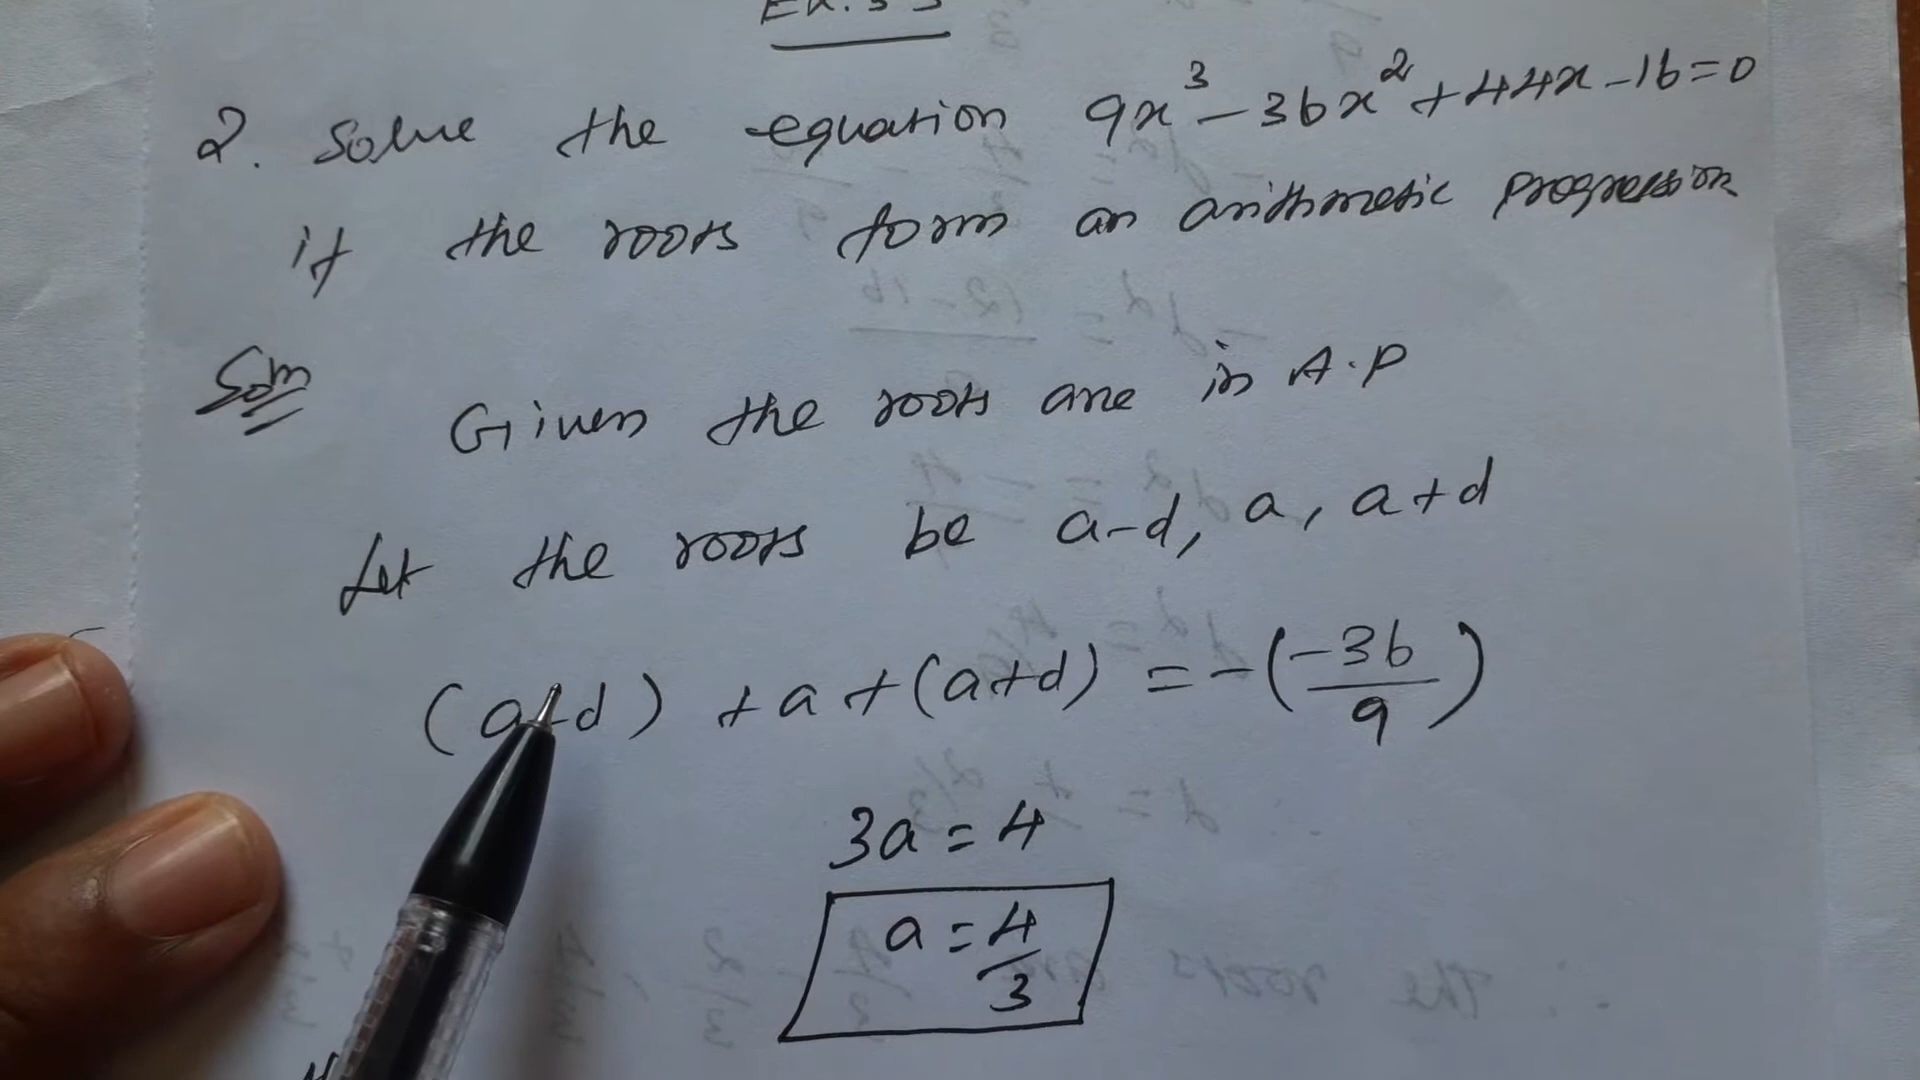 2. Solve the equation 9x³ - 36x² + 44x - 16 = 0
if the roots form an arithmetic progression
Soln
Given the roots are in A.P
Let the roots be a-d, a, a+d
(a-d) + a + (a+d) = -(-36/9)
3a = 4
a = 4/3